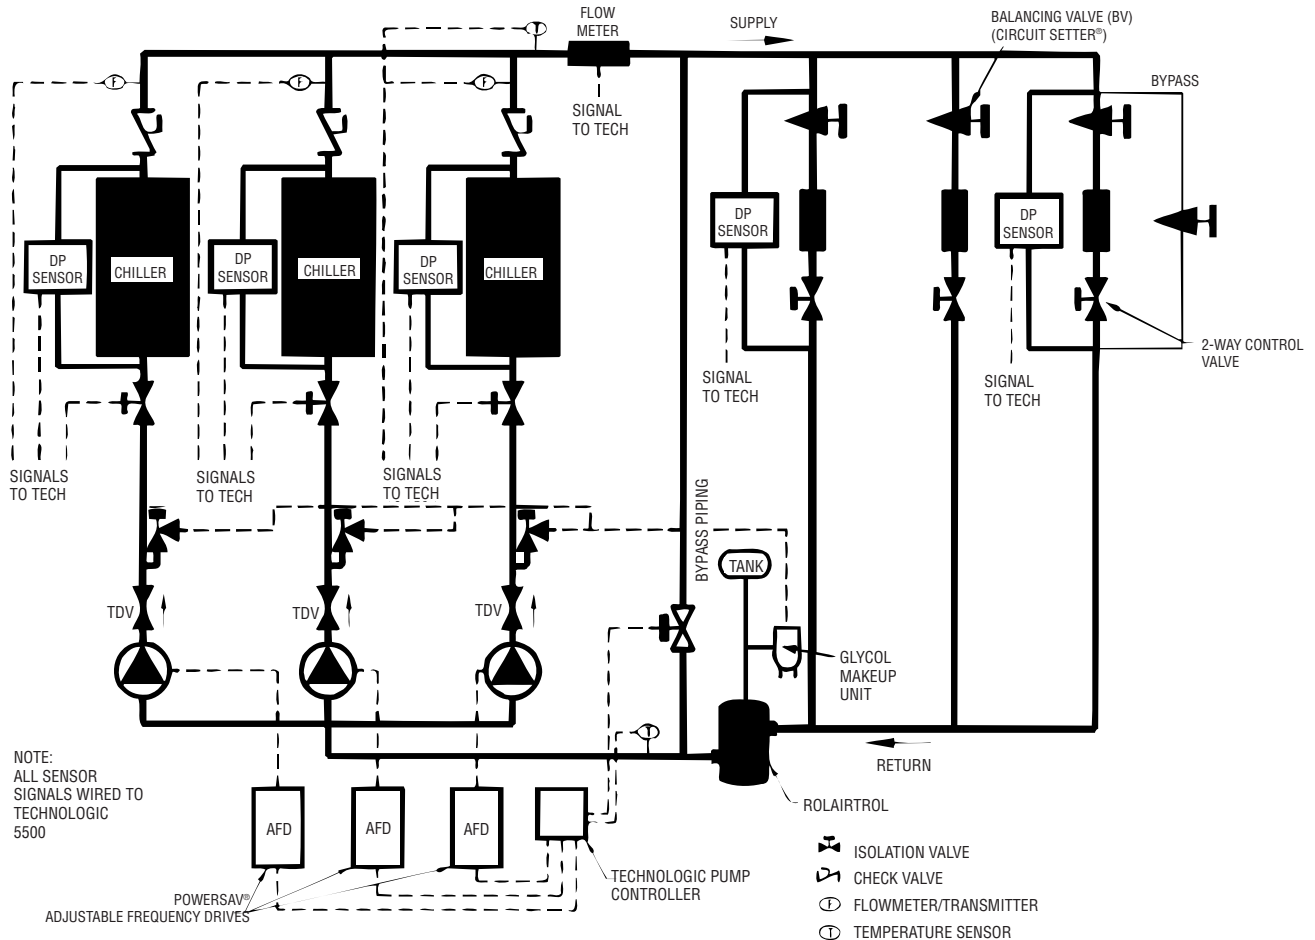 FLOW
METER
SUPPLY
BALANCING VALVE (BV)
(CIRCUIT SETTER®)
T
BYPASS
F
F
F
SIGNAL
TO TECH
DP
SENSOR
CHILLER
DP
SENSOR
CHILLER
DP
SENSOR
CHILLER
DP
SENSOR
DP
SENSOR
2-WAY CONTROL
VALVE
SIGNAL
TO TECH
SIGNAL
TO TECH
SIGNALS
TO TECH
SIGNALS
TO TECH
SIGNALS
TO TECH
BYPASS PIPING
TANK
TDV
TDV
TDV
GLYCOL
MAKEUP
UNIT
T
RETURN
ROLAIRTROL
NOTE:
ALL SENSOR
SIGNALS WIRED TO
TECHNOLOGIC
5500
AFD
AFD
AFD
TECHNOLOGIC PUMP
CONTROLLER
POWERSAV®
ADJUSTABLE FREQUENCY DRIVES
ISOLATION VALVE
CHECK VALVE
F FLOWMETER/TRANSMITTER
T TEMPERATURE SENSOR